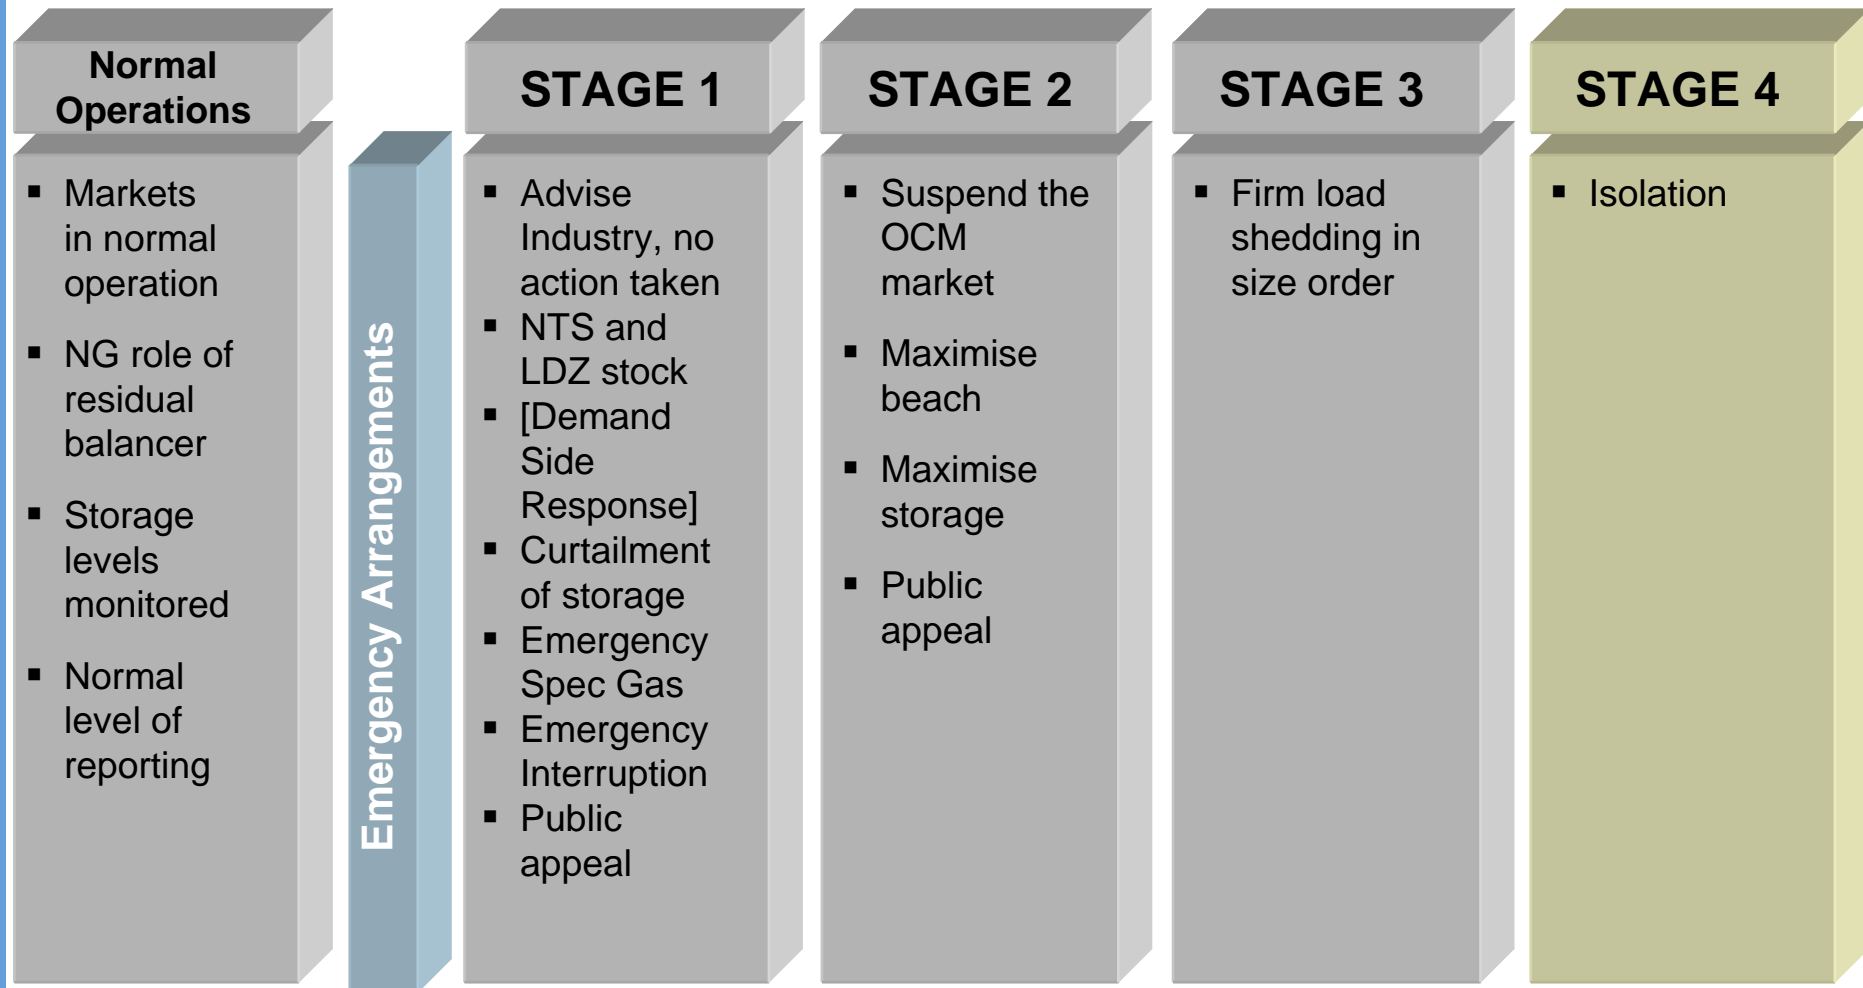 Normal
Operations
▪ Markets
in normal
operation
▪ NG role of
residual
balancer
▪ Storage
levels
monitored
▪ Normal
level of
reporting
Emergency Arrangements
STAGE 1
▪ Advise
Industry, no
action taken
▪ NTS and
LDZ stock
▪ [Demand
Side
Response]
▪ Curtailment
of storage
▪ Emergency
Spec Gas
▪ Emergency
Interruption
▪ Public
appeal
STAGE 2
▪ Suspend the
OCM
market
▪ Maximise
beach
▪ Maximise
storage
▪ Public
appeal
STAGE 3
▪ Firm load
shedding in
size order
STAGE 4
▪ Isolation